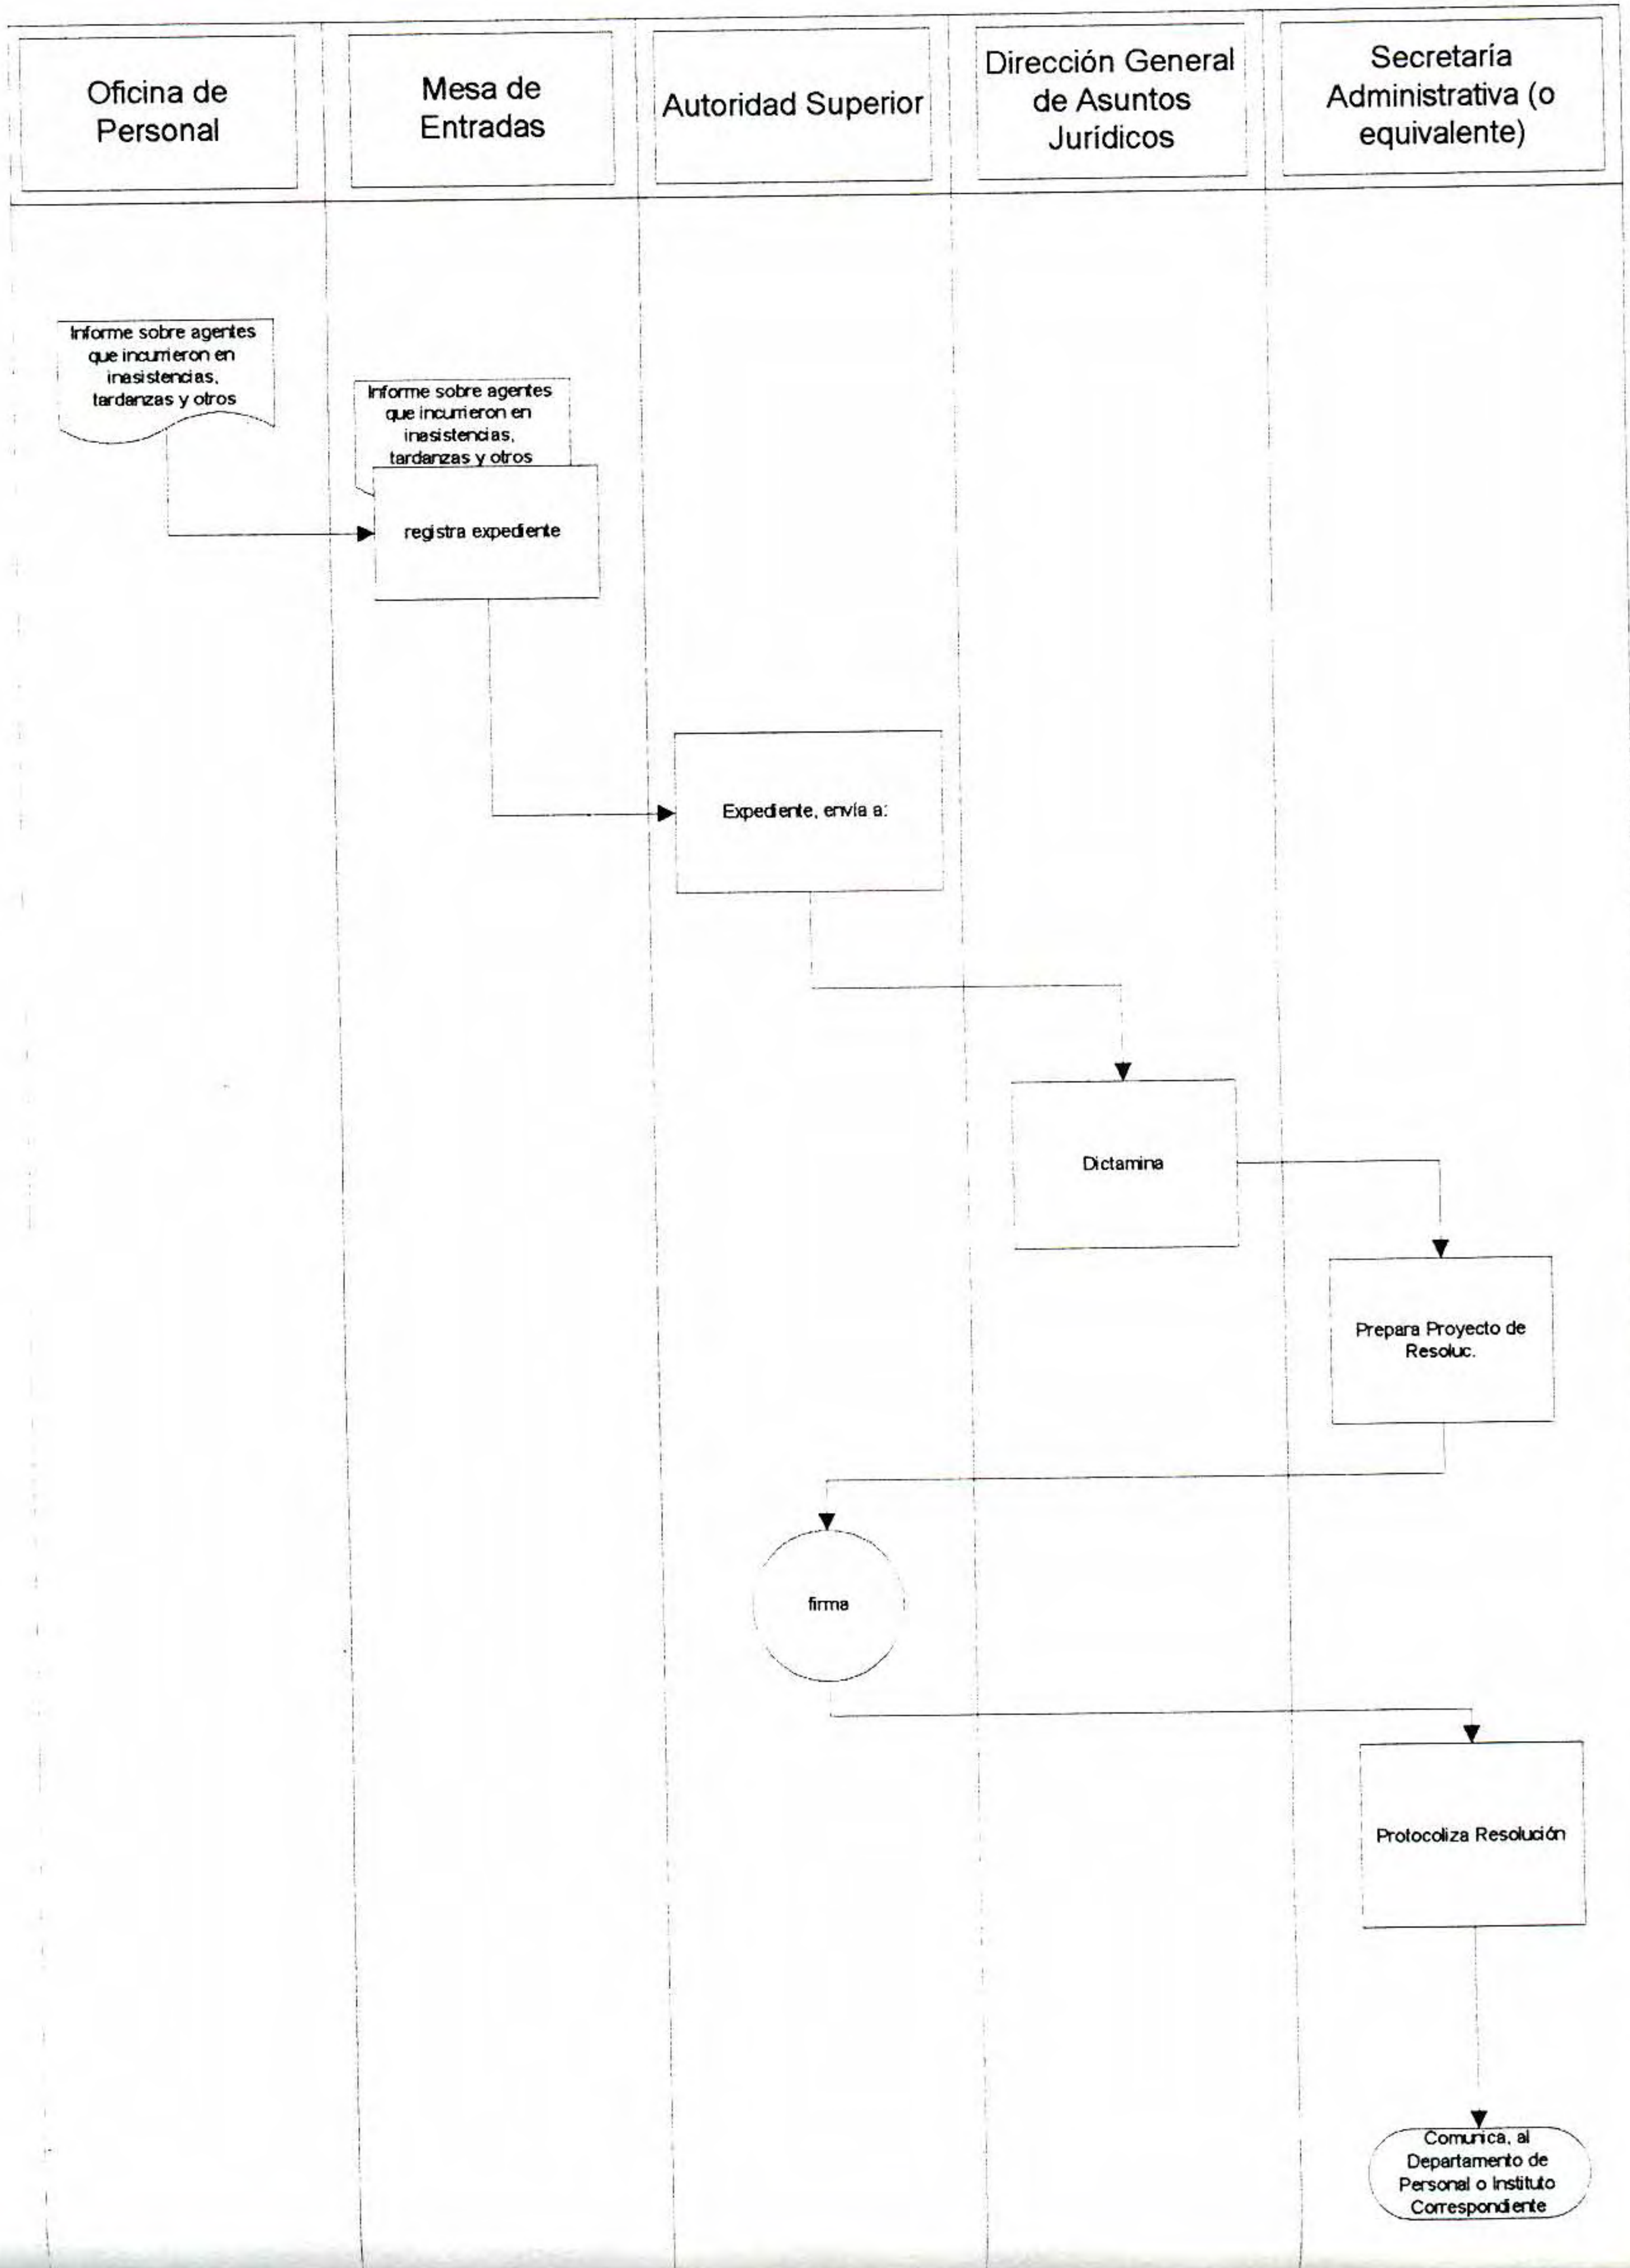 Oficina de
Personal
Mesa de
Entradas
Autoridad Superior
Dirección General
de Asuntos
Jurídicos
Secretaría
Administrativa (o
equivalente)
Informe sobre agentes
que incurrieron en
inasistencias,
tardanzas y otros
Informe sobre agentes
que incurrieron en
inasistencias,
tardanzas y otros
registra expediente
Expediente, envía a:
Dictamina
Prepara Proyecto de
Resoluc.
firma
Protocoliza Resolución
Comunica, al
Departamento de
Personal o Instituto
Correspondiente